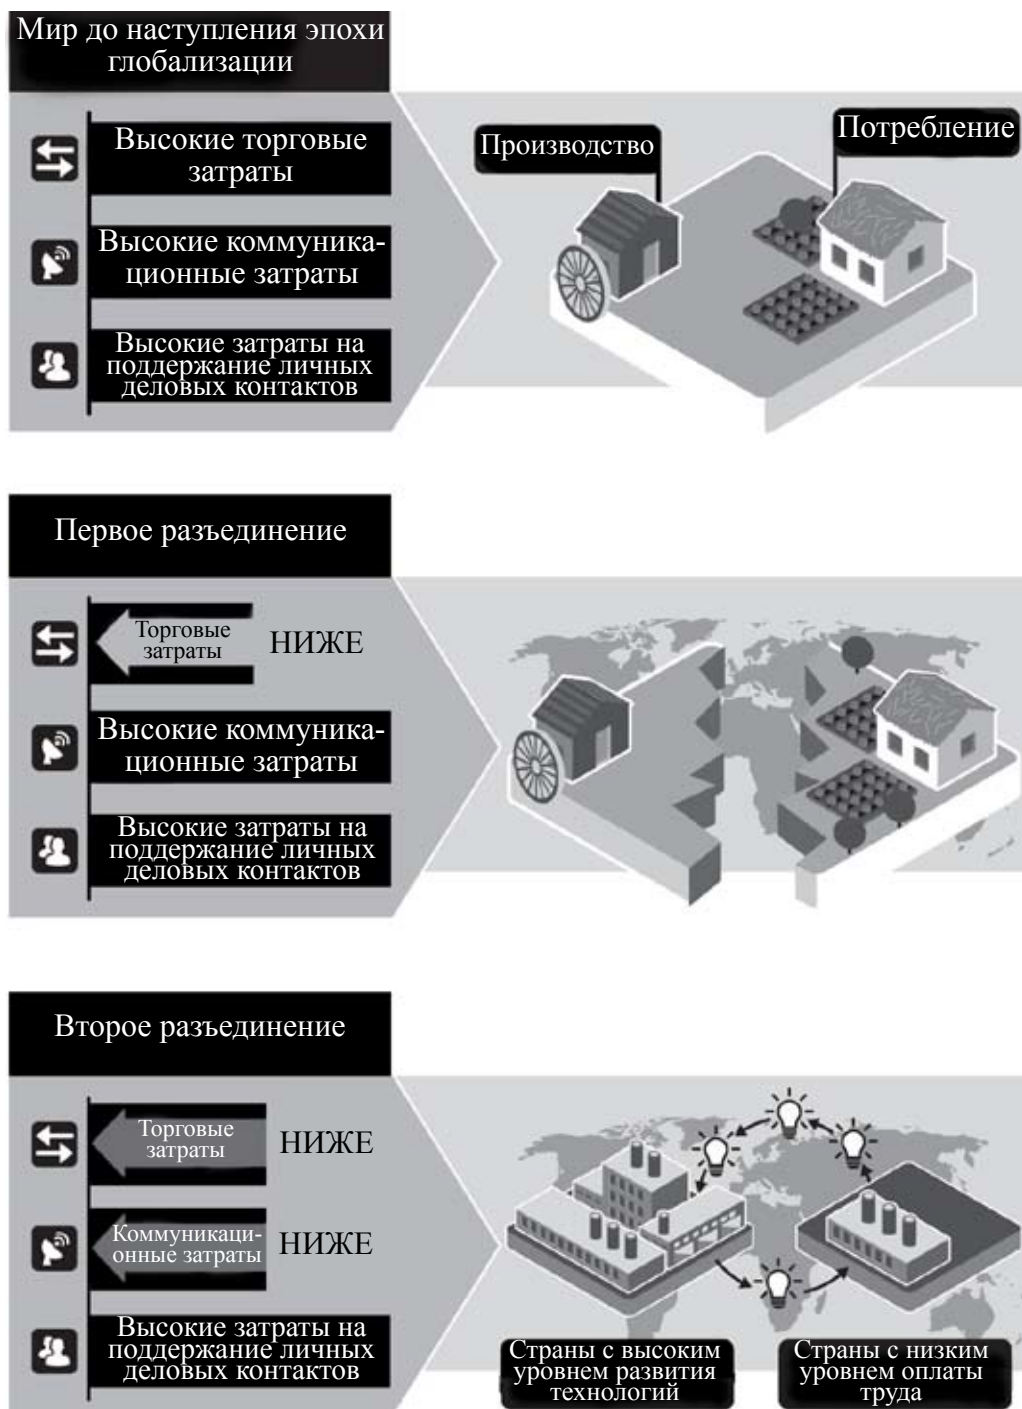 Мир до наступления эпохи
глобализации
Высокие торговые
затраты
Высокие коммуника-
ционные затраты
Высокие затраты на
поддержание личных
деловых контактов
Производство
Потребление
Первое разъединение
Торговые
затраты
НИЖЕ
Высокие коммуника-
ционные затраты
Высокие затраты на
поддержание личных
деловых контактов
Второе разъединение
Торговые
затраты
НИЖЕ
Коммуникаци-
онные затраты
НИЖЕ
Высокие затраты на
поддержание личных
деловых контактов
Страны с высоким
уровнем развития
технологий
Страны с низким
уровнем оплаты
труда